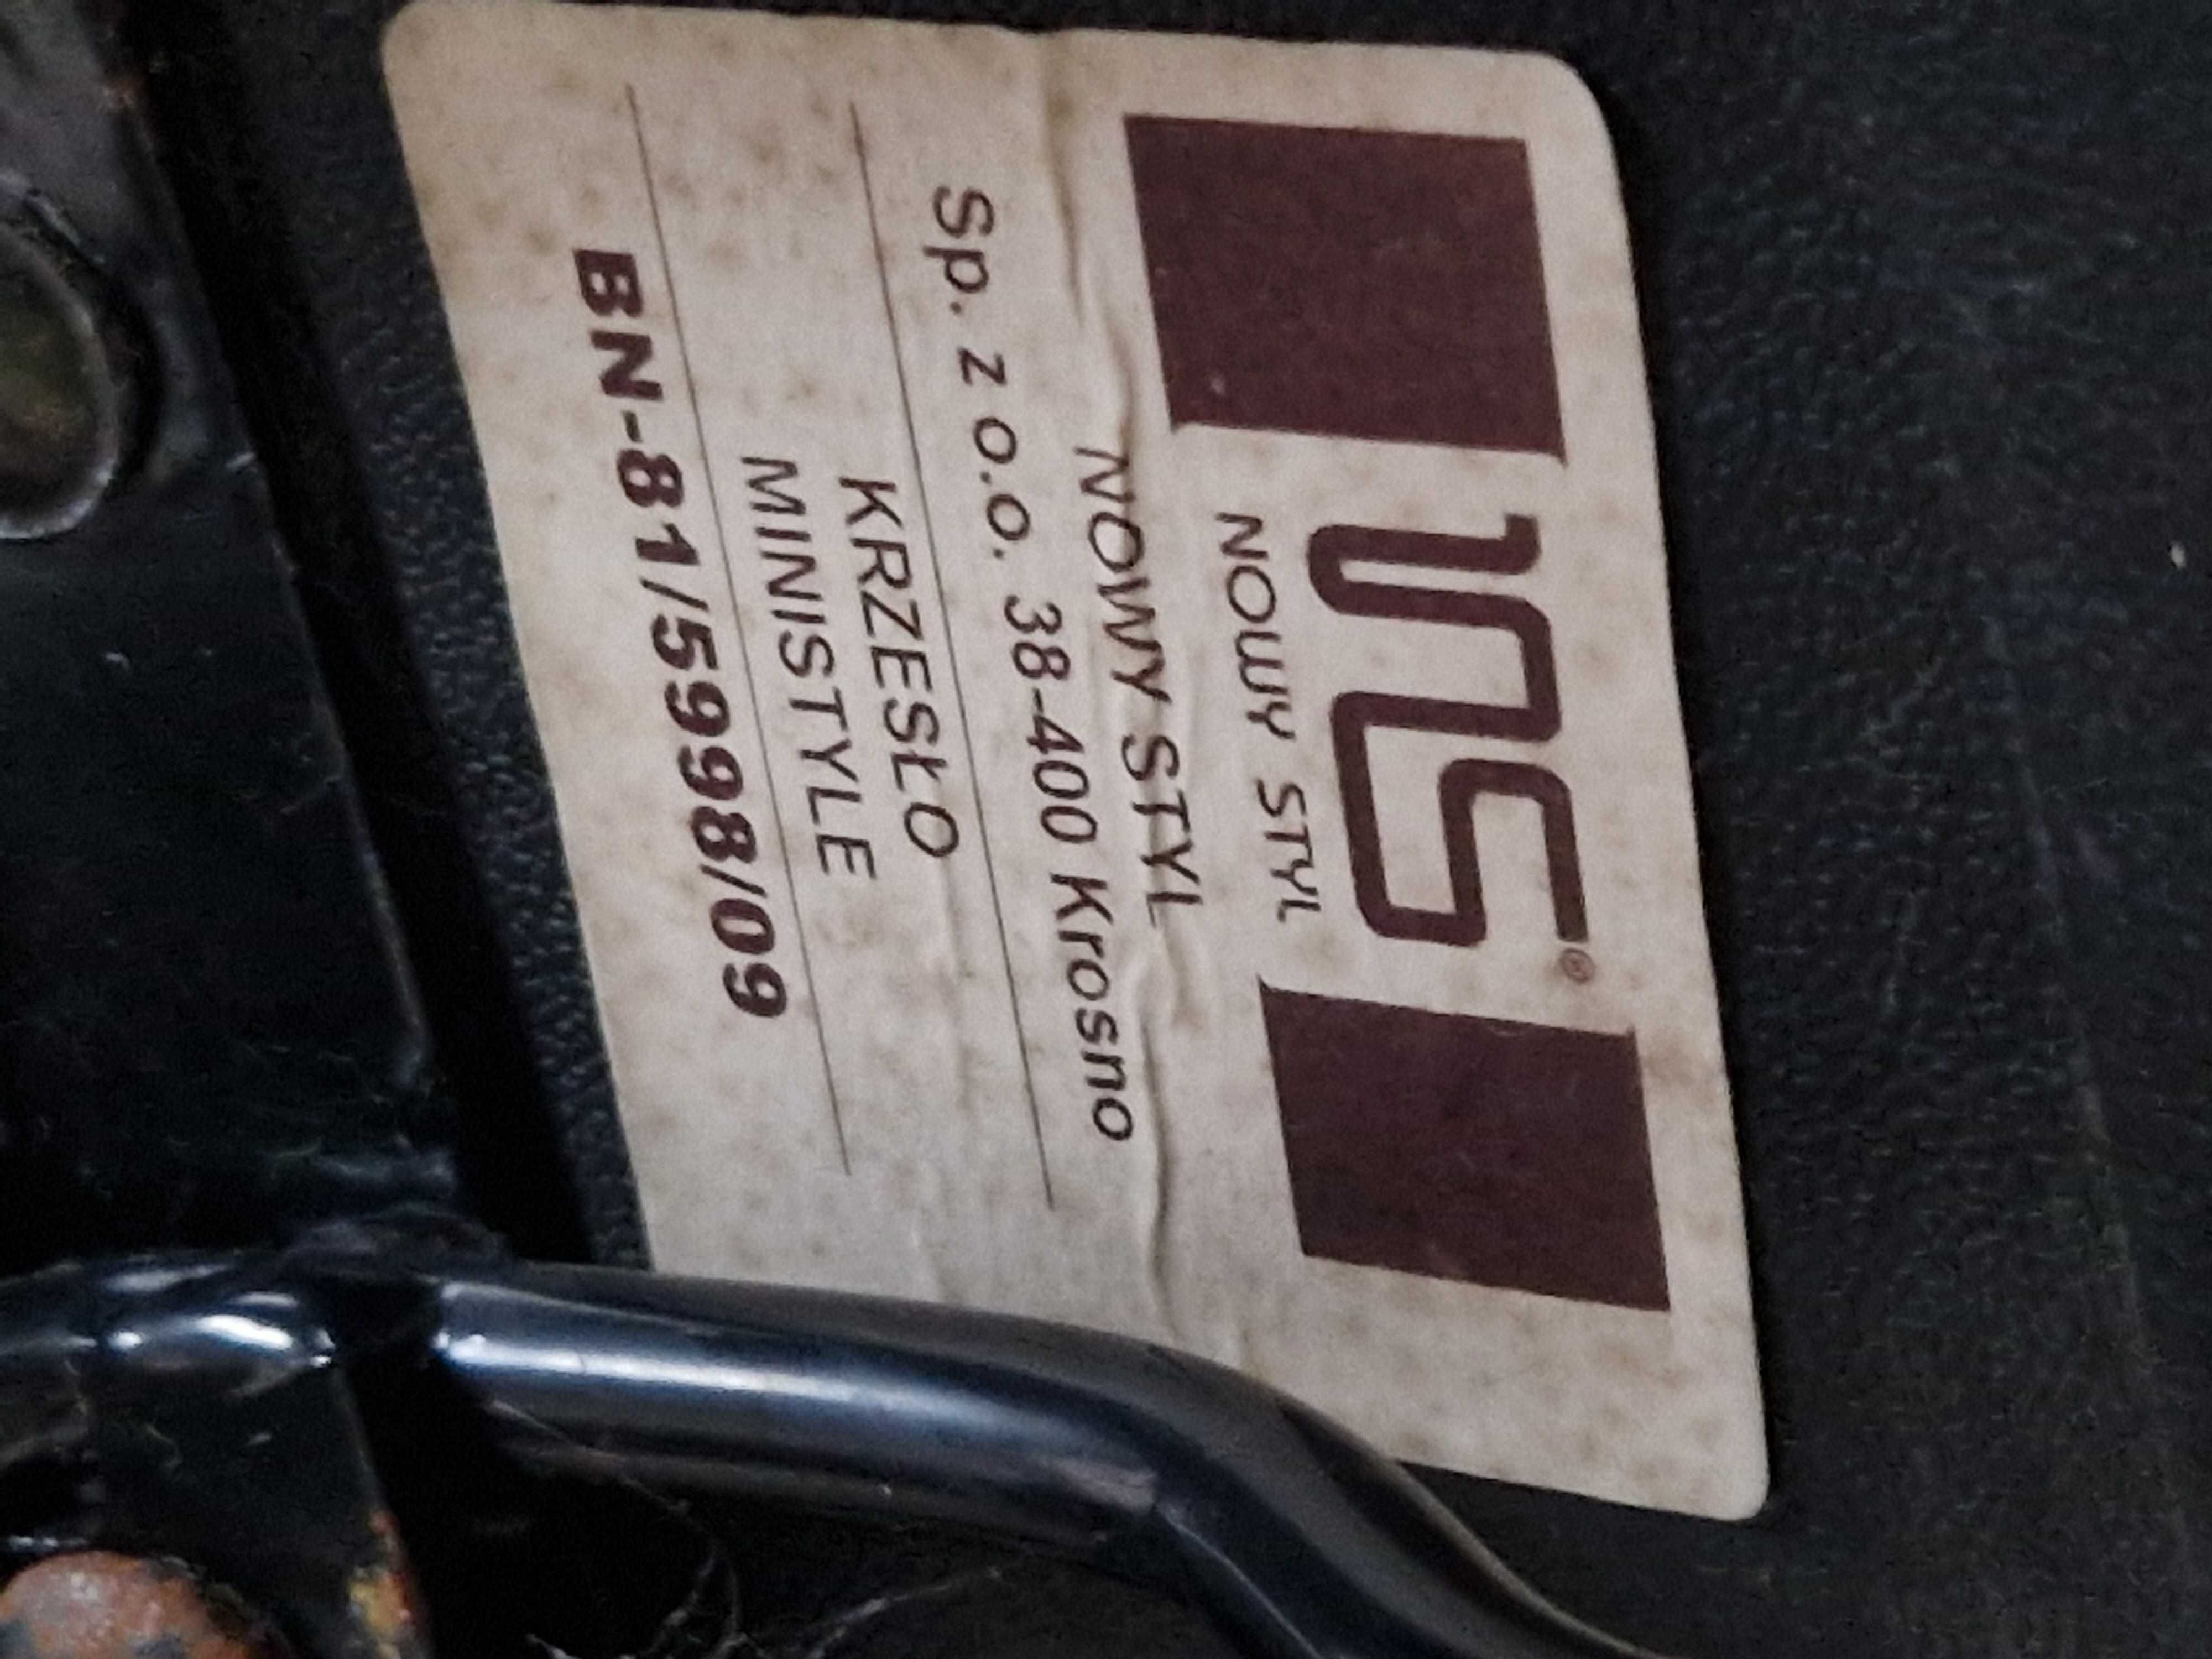 NS®
NOWY STYL
NOWY STYL
Sp. z o.o. 38-400 Krosno
KRZESŁO
MINISTYLE
BN-81/5998/09